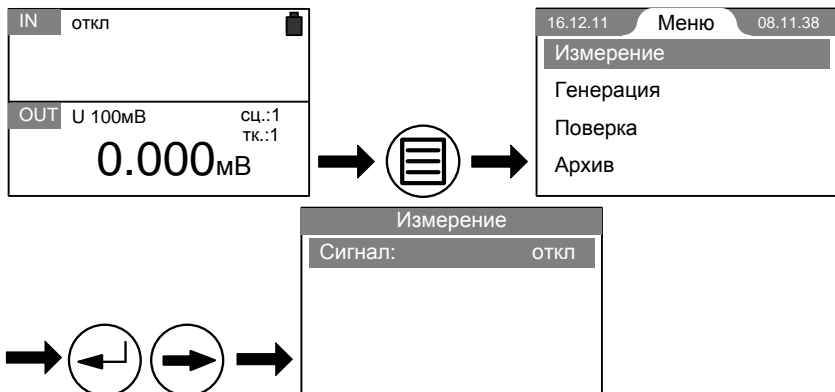 IN откл
OUT U 100мВ сц.:1
тк.:1
0.000мВ
16.12.11 Меню 08.11.38
Измерение
Генерация
Поверка
Архив
Измерение
Сигнал: откл